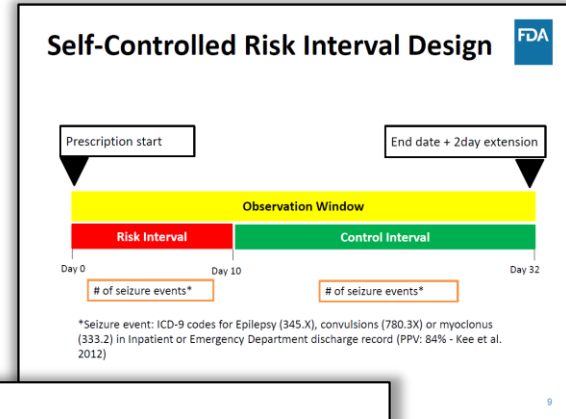 Self-Controlled Risk Interval Design
FDA
Prescription start
End date + 2day extension
Observation Window
Risk Interval
Control Interval
Day 0
Day 10
Day 32
# of seizure events*
# of seizure events*
*Seizure event: ICD-9 codes for Epilepsy (345.X), convulsions (780.3X) or myoclonus
(333.2) in Inpatient or Emergency Department discharge record (PPV: 84% - Kee et al.
2012)
9